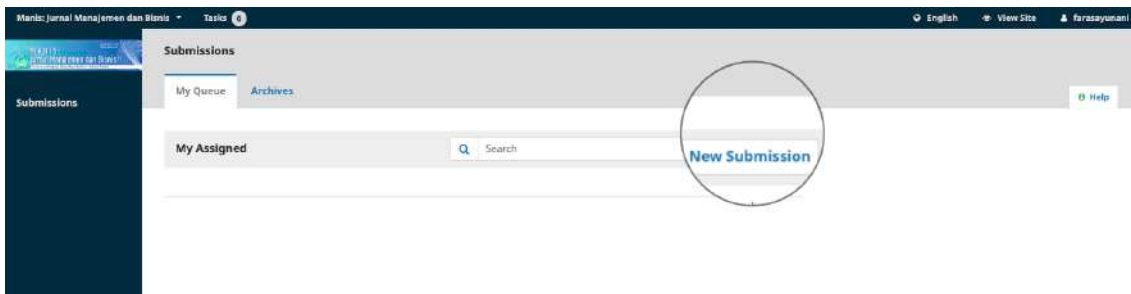 Manis: Jurnal Manajemen dan Bisnis Tasks 0 English View Site farasayunani
Submissions
My Queue Archives Help
Submissions
My Assigned Search New Submission